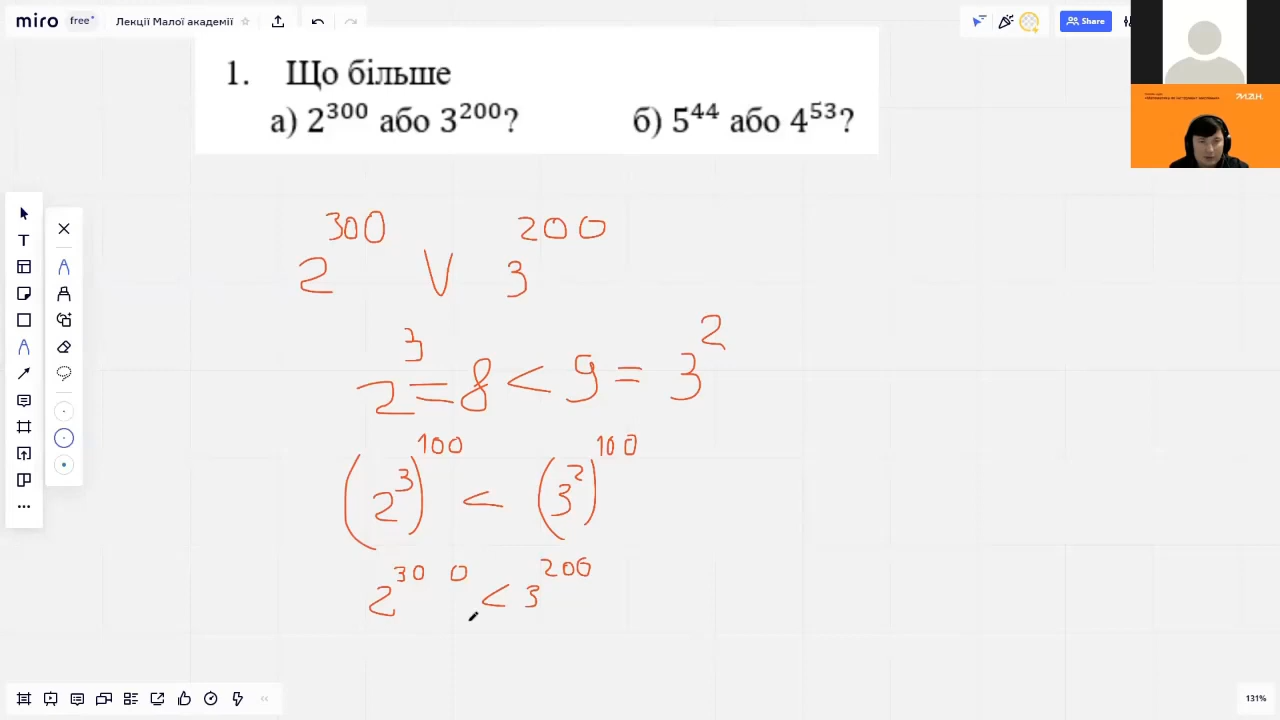 miro free* Лекції Малої академії Share
1. Що більше
а) 2^300 або 3^200? б) 5^44 або 4^53?
2^300 V 3^200
2^3 = 8 < 9 = 3^2
(2^3)^100 < (3^2)^100
2^300 < 3^200
131%